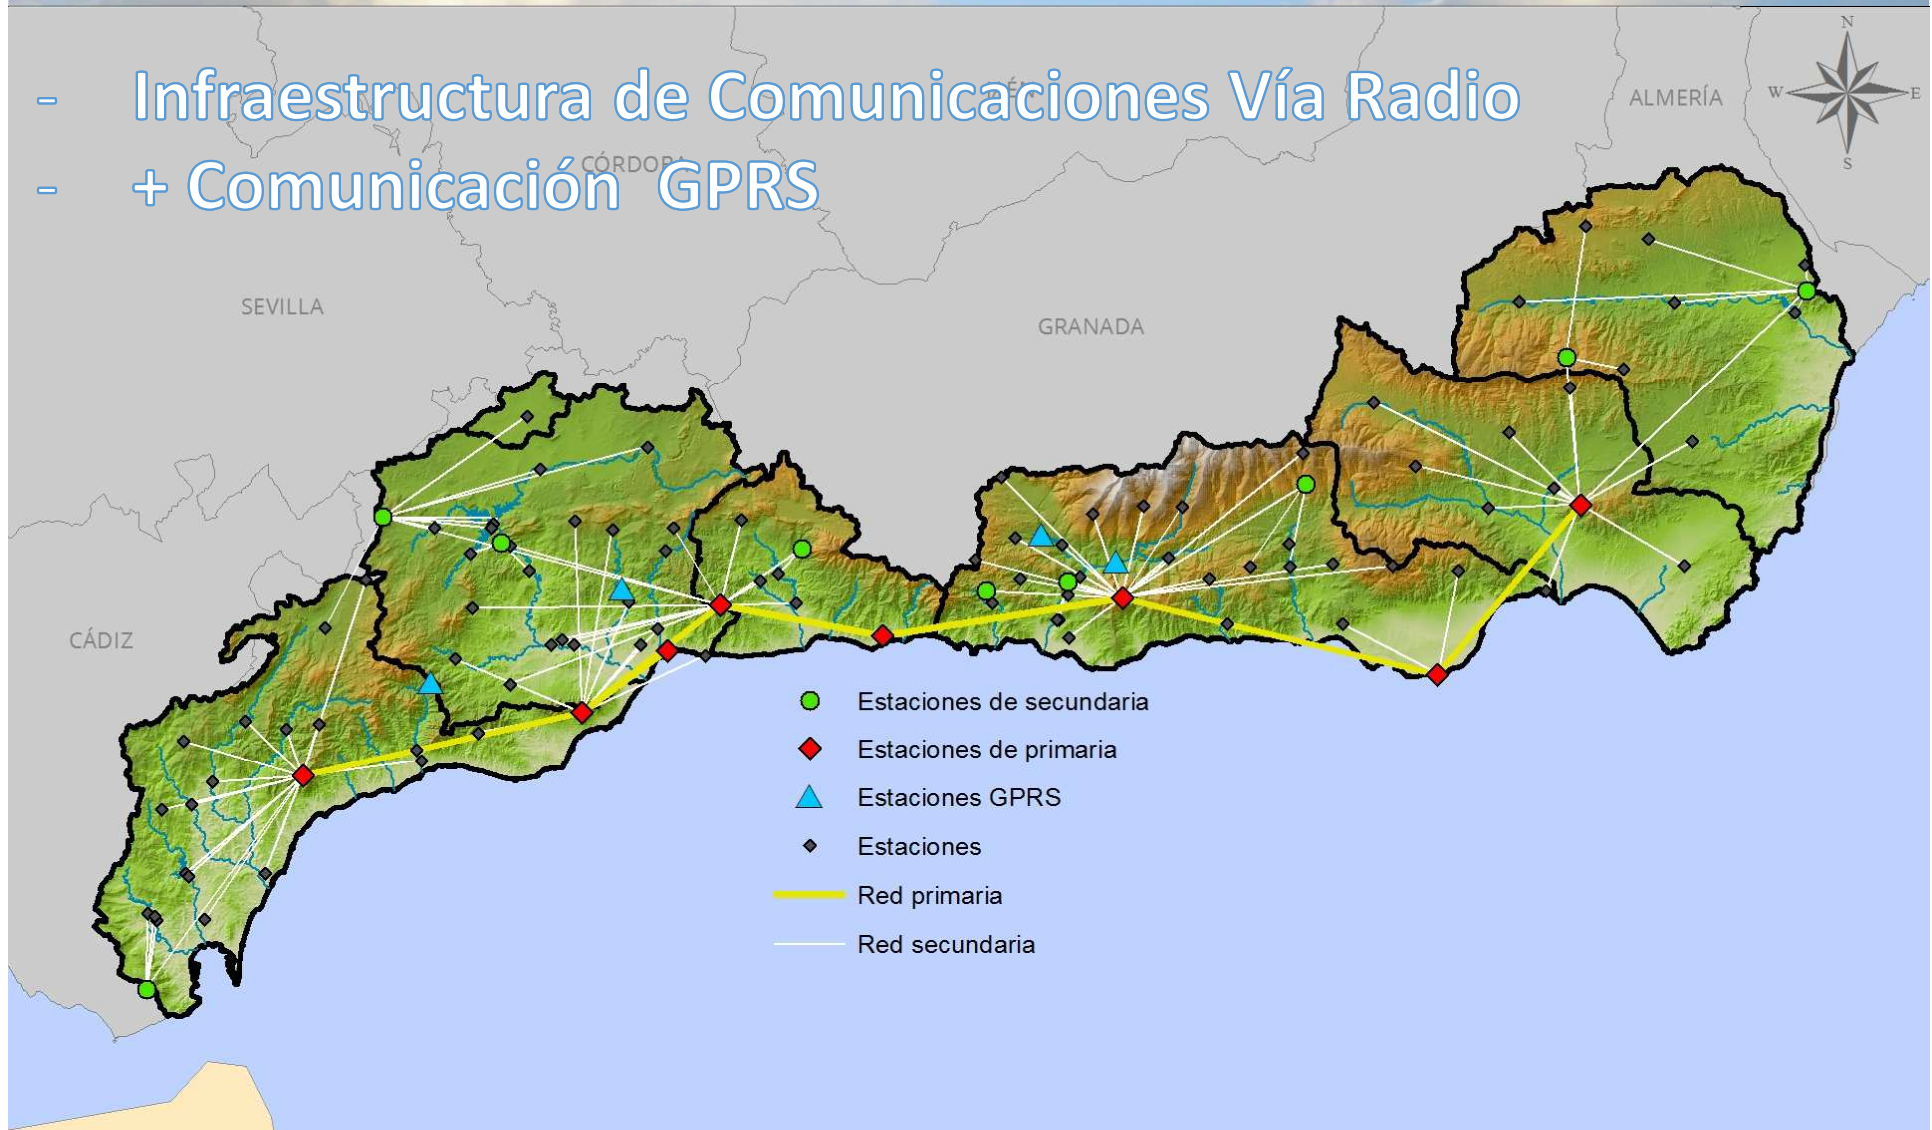 - Infraestructura de Comunicaciones Vía Radio
- + Comunicación GPRS
CÓRDOBA
SEVILLA
GRANADA
ALMERÍA
CÁDIZ
N
W
E
S
Estaciones de secundaria
Estaciones de primaria
Estaciones GPRS
Estaciones
Red primaria
Red secundaria